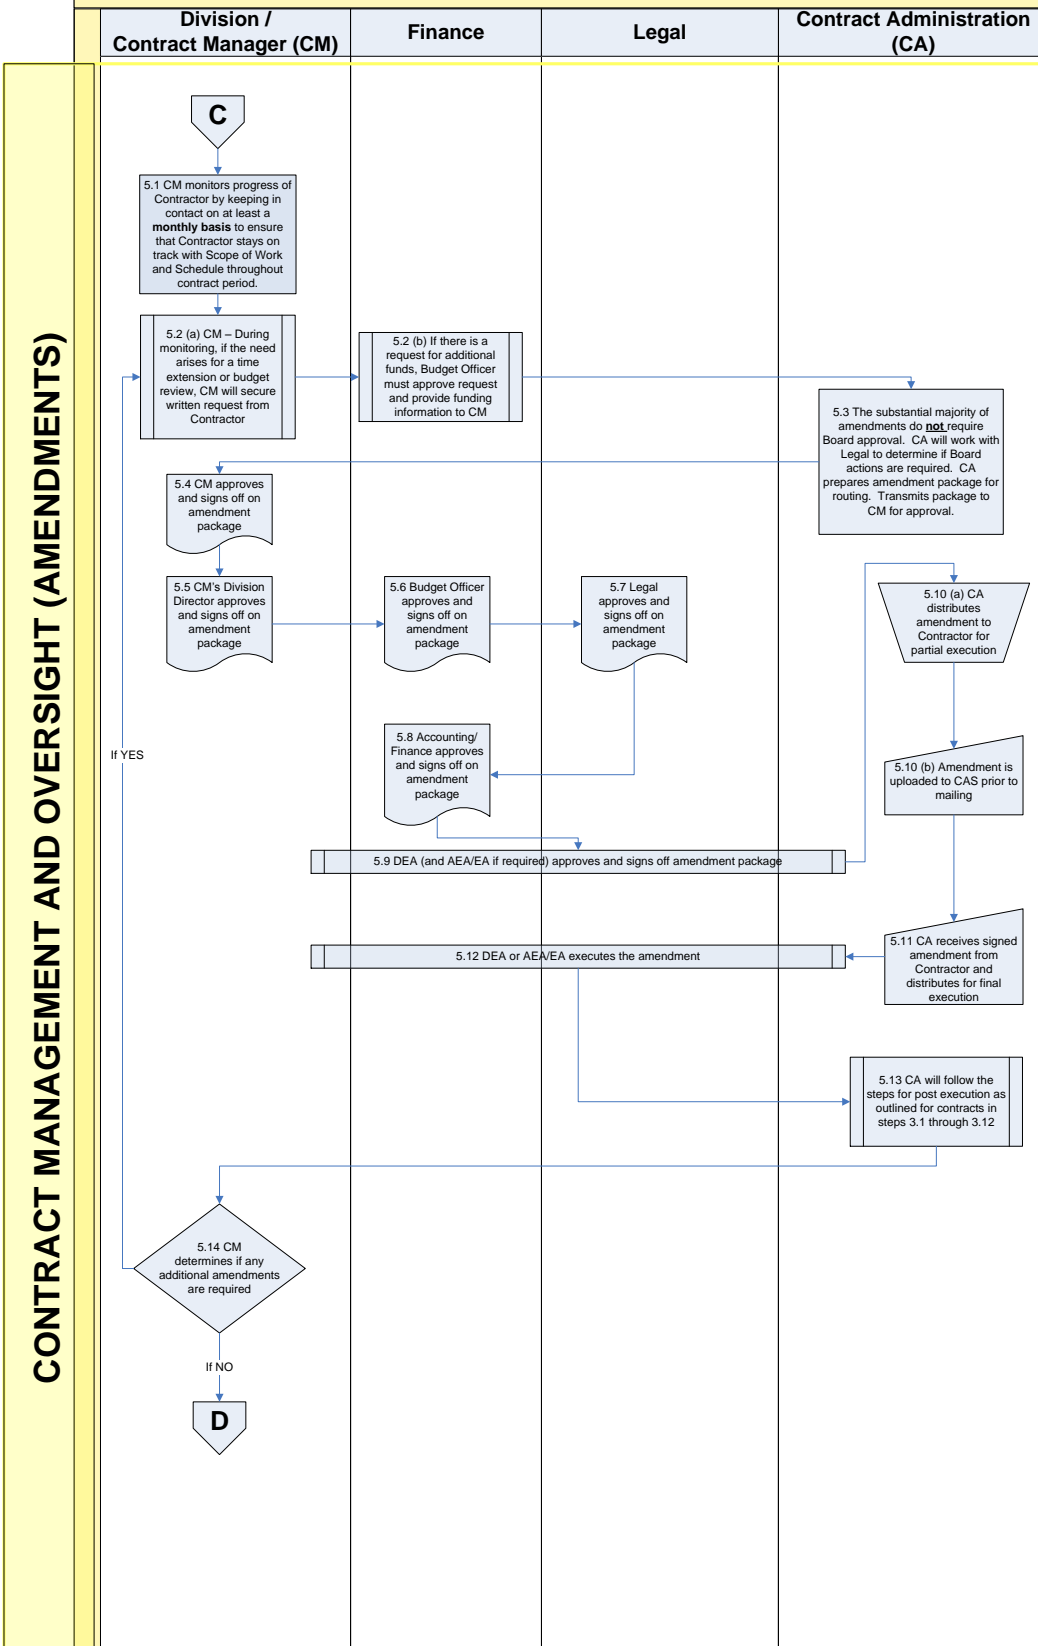 Division /
Contract Manager (CM)
Finance
Legal
Contract Administration
(CA)
CONTRACT MANAGEMENT AND OVERSIGHT (AMENDMENTS)
C
5.1 CM monitors progress of
Contractor by keeping in
contact on at least a
monthly basis to ensure
that Contractor stays on
track with Scope of Work
and Schedule throughout
contract period.
5.2 (a) CM – During
monitoring, if the need
arises for a time
extension or budget
review, CM will secure
written request from
Contractor
5.2 (b) If there is a
request for additional
funds, Budget Officer
must approve request
and provide funding
information to CM
5.3 The substantial majority of
amendments do not require
Board approval. CA will work with
Legal to determine if Board
actions are required. CA
prepares amendment package for
routing. Transmits package to
CM for approval.
5.4 CM approves
and signs off on
amendment
package
5.5 CM's Division
Director approves
and signs off on
amendment
package
5.6 Budget Officer
approves and
signs off on
amendment
package
5.7 Legal
approves and
signs off on
amendment
package
5.8 Accounting/
Finance approves
and signs off on
amendment
package
5.9 DEA (and AEA/EA if required) approves and signs off amendment package
5.10 (a) CA
distributes
amendment to
Contractor for
partial execution
5.10 (b) Amendment is
uploaded to CAS prior to
mailing
5.11 CA receives signed
amendment from
Contractor and
distributes for final
execution
5.12 DEA or AEA/EA executes the amendment
5.13 CA will follow the
steps for post execution as
outlined for contracts in
steps 3.1 through 3.12
5.14 CM
determines if any
additional amendments
are required
If YES
If NO
D